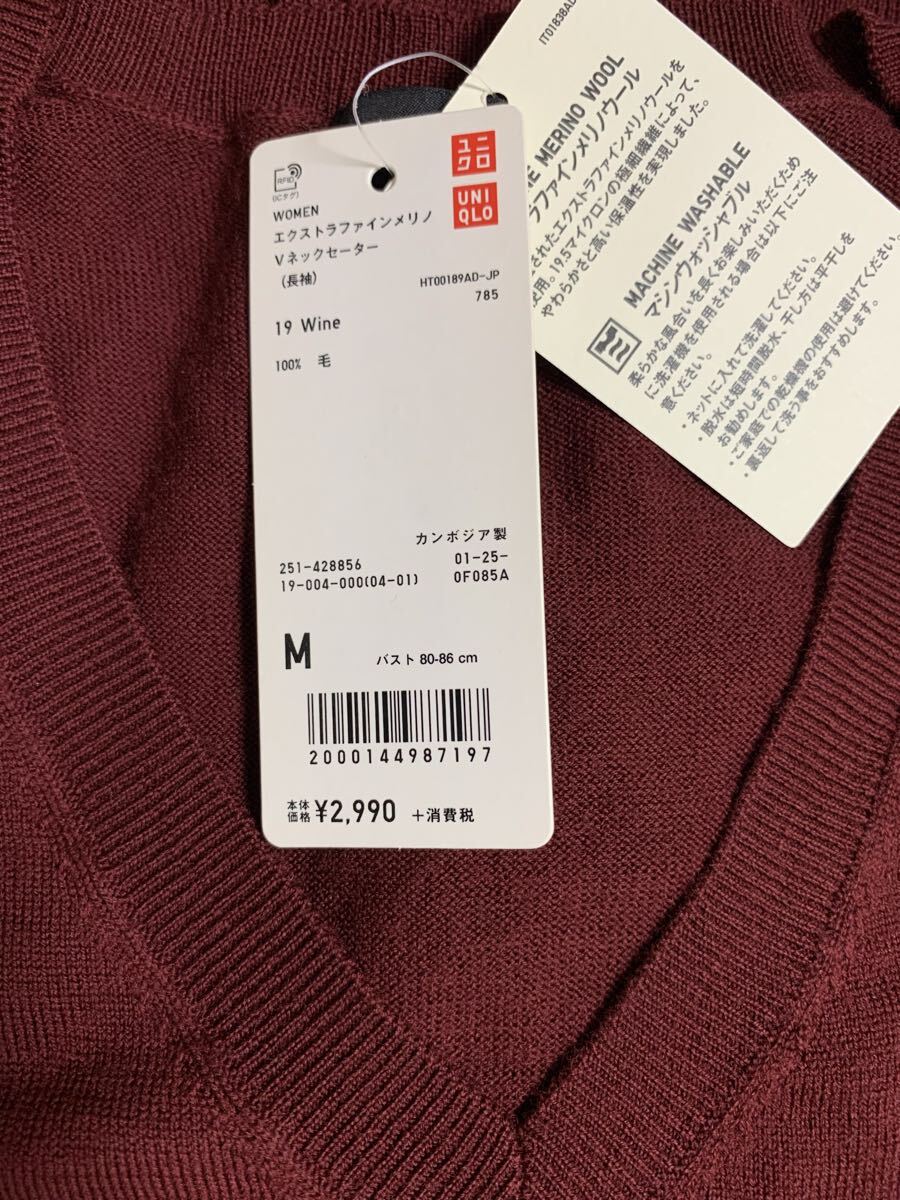 RFID
(ICタグ)
ユニ
クロ
UNI
QLO
WOMEN
エクストラファインメリノ
Vネックセーター
(長袖)
HT00189AD-JP
785
19 Wine
100% 毛
カンボジア製
251-428856
01-25-
19-004-000(04-01)
0F085A
M
バスト 80-86 cm
2000144987197
本体
価格 ¥2,990 +消費税
IT01838AD
MERINO WOOL
ラファインメリノウール
されたエクストラファインメリノウールを
使用。19.5マイクロンの極細繊維によって、
やわらかさと高い保温性を実現しました。
MACHINE WASHABLE
マシンウォッシャブル
柔らかな風合いを長くお楽しみいただくため
に洗濯機を使用される場合は以下にご注
意ください。
・ネットに入れて洗濯してください。
・脱水は短時間脱水、干し方は平干しを
お勧めします。
・ご家庭での乾燥機の使用は避けてください。
・裏返して洗う事をおすすめします。